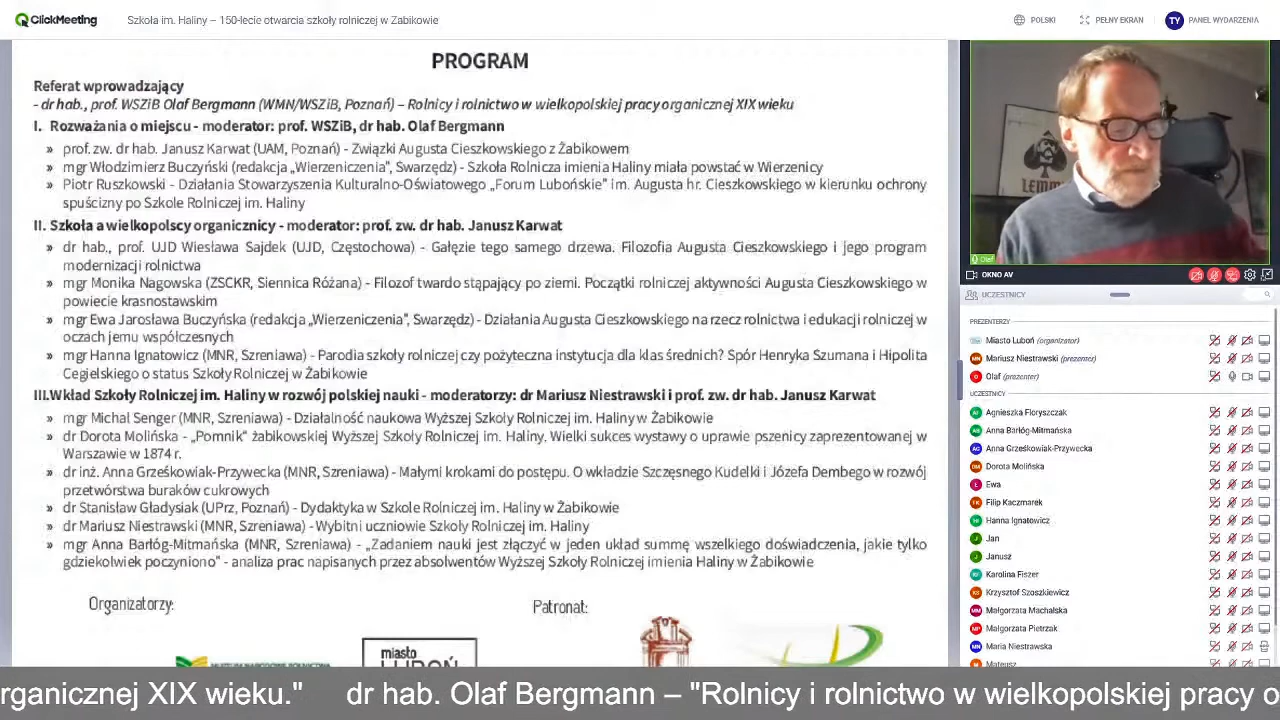 ClickMeeting
Szkoła im. Haliny – 150-lecie otwarcia szkoły rolniczej w Żabikowie
POLSKI
PEŁNY EKRAN
TY
PANEL WYDARZENIA
PROGRAM
Referat wprowadzający
- dr hab., prof. WSZiB Olaf Bergmann (WMN/WSZiB, Poznań) – Rolnicy i rolnictwo w wielkopolskiej pracy organicznej XIX wieku
I. Rozważania o miejscu - moderator: prof. WSZiB, dr hab. Olaf Bergmann
» prof. zw. dr hab. Janusz Karwat (UAM, Poznań) - Związki Augusta Cieszkowskiego z Żabikowem
» mgr Włodzimierz Buczyński (redakcja „Wierzeniczenia”, Swarzędz) - Szkoła Rolnicza imienia Haliny miała powstać w Wierzenicy
» Piotr Ruszkowski - Działania Stowarzyszenia Kulturalno-Oświatowego „Forum Lubońskie” im. Augusta hr. Cieszkowskiego w kierunku ochrony
spuścizny po Szkole Rolniczej im. Haliny
II. Szkoła a wielkopolscy organicznicy - moderator: prof. zw. dr hab. Janusz Karwat
» dr hab., prof. UJD Wiesława Sajdek (UJD, Częstochowa) - Gałęzie tego samego drzewa. Filozofia Augusta Cieszkowskiego i jego program
modernizacji rolnictwa
» mgr Monika Nagowska (ZSCKR, Siennica Różana) - Filozof twardo stąpający po ziemi. Początki rolniczej aktywności Augusta Cieszkowskiego w
powiecie krasnostawskim
» mgr Ewa Jarosława Buczyńska (redakcja „Wierzeniczenia”, Swarzędz) - Działania Augusta Cieszkowskiego na rzecz rolnictwa i edukacji rolniczej w
oczach jemu współczesnych
» mgr Hanna Ignatowicz (MNR, Szreniawa) - Parodia szkoły rolniczej czy pożyteczna instytucja dla klas średnich? Spór Henryka Szumana i Hipolita
Cegielskiego o status Szkoły Rolniczej w Żabikowie
III.Wkład Szkoły Rolniczej im. Haliny w rozwój polskiej nauki - moderatorzy: dr Mariusz Niestrawski i prof. zw. dr hab. Janusz Karwat
» mgr Michał Senger (MNR, Szreniawa) - Działalność naukowa Wyższej Szkoły Rolniczej im. Haliny w Żabikowie
» dr Dorota Molińska - „Pomnik” żabikowskiej Wyższej Szkoły Rolniczej im. Haliny. Wielki sukces wystawy o uprawie pszenicy zaprezentowanej w
Warszawie w 1874 r.
» dr inż. Anna Grześkowiak-Przywecka (MNR, Szreniawa) - Małymi krokami do postępu. O wkładzie Szczęsnego Kudelki i Józefa Dembego w rozwój
przetwórstwa buraków cukrowych
» dr Stanisław Gładysiak (UPrz, Poznań) - Dydaktyka w Szkole Rolniczej im. Haliny w Żabikowie
» dr Mariusz Niestrawski (MNR, Szreniawa) - Wybitni uczniowie Szkoły Rolniczej im. Haliny
» mgr Anna Barłóg-Mitmańska (MNR, Szreniawa) - „Zadaniem nauki jest złączyć w jeden układ summę wszelkiego doświadczenia, jakie tylko
gdziekolwiek poczyniono” - analiza prac napisanych przez absolwentów Wyższej Szkoły Rolniczej imienia Haliny w Żabikowie
Organizatorzy:
Patronat:
miasto
LUBOŃ
LEMM
Olaf
OKNO AV
UCZESTNICY
PREZENTERZY
Miasto Luboń (organizator)
MN Mariusz Niestrawski (prezenter)
O Olaf (prezenter)
UCZESTNICY
AF Agnieszka Floryszczak
AB Anna Barłóg-Mitmańska
AG Anna Grześkowiak-Przywecka
DM Dorota Molińska
E Ewa
FK Filip Kaczmarek
HI Hanna Ignatowicz
J Jan
J Janusz
KF Karolina Fiszer
KS Krzysztof Szoszkiewicz
MM Małgorzata Machalska
MP Małgorzata Pietrzak
MN Maria Niestrawska
Mateusz
rganicznej XIX wieku." dr hab. Olaf Bergmann – "Rolnicy i rolnictwo w wielkopolskiej pracy o